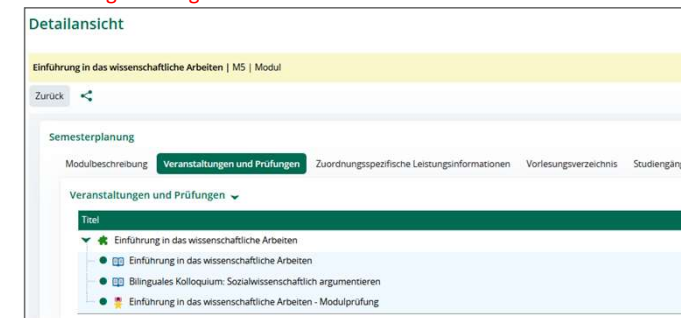 Detailansicht
Einführung in das wissenschaftliche Arbeiten | M5 | Modul
Zurück
Semesterplanung
Modulbeschreibung Veranstaltungen und Prüfungen Zuordnungsspezifische Leistungsinformationen Vorlesungsverzeichnis Studiengäng
Veranstaltungen und Prüfungen
Titel
Einführung in das wissenschaftliche Arbeiten
Einführung in das wissenschaftliche Arbeiten
Bilinguales Kolloquium: Sozialwissenschaftlich argumentieren
Einführung in das wissenschaftliche Arbeiten - Modulprüfung